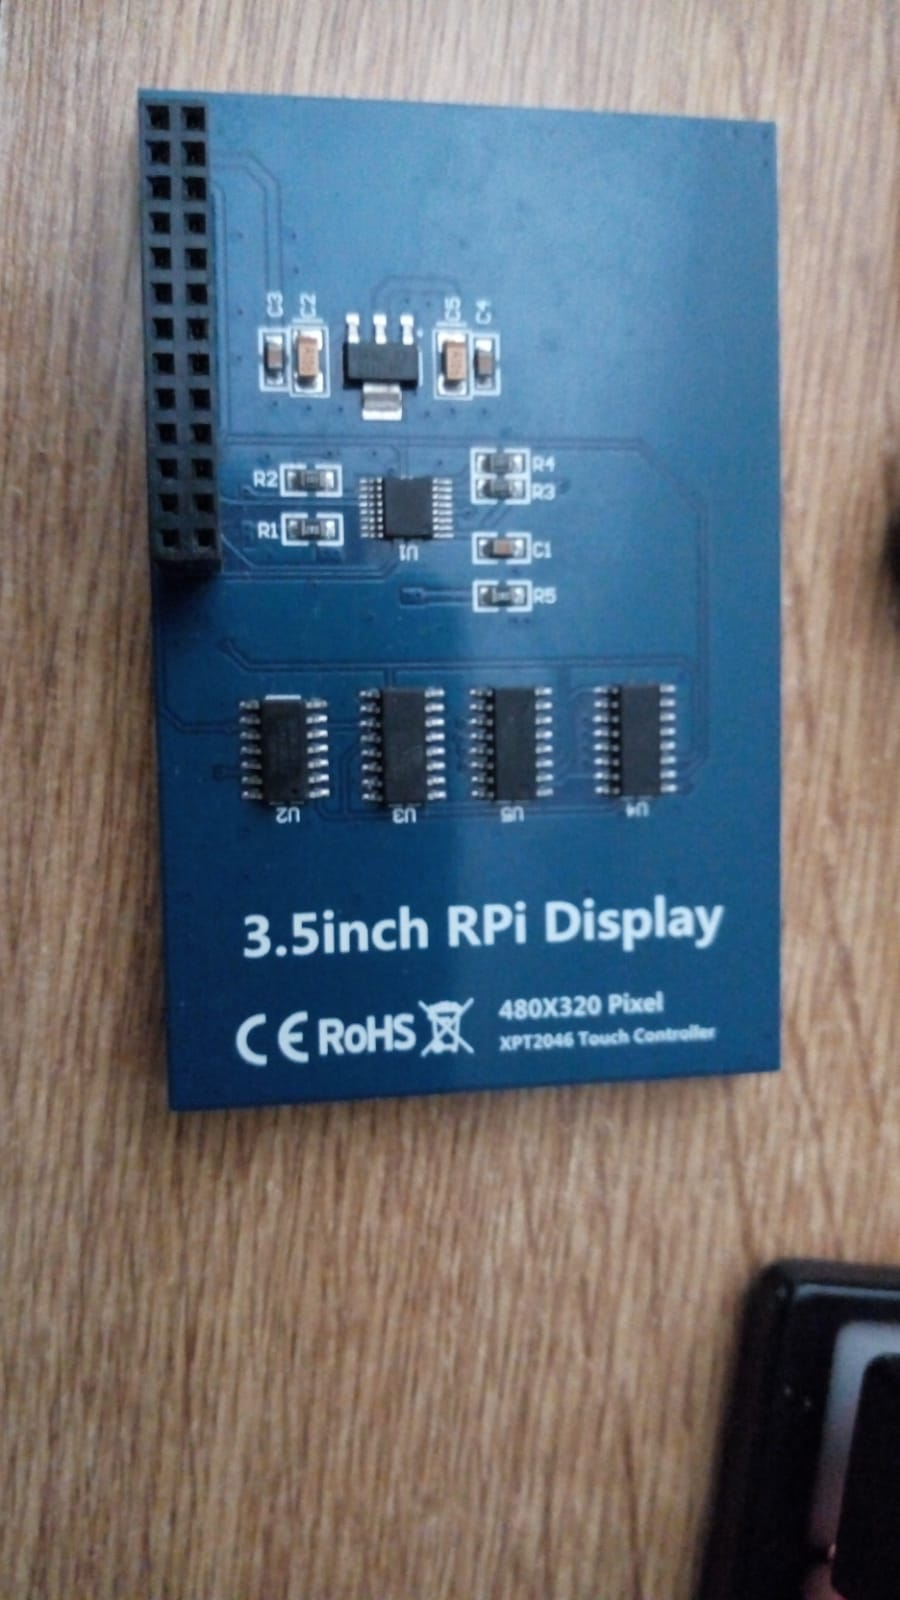 C3 C2 C5 C4
R2
R4
R3
R1
U1
C1
R5
U2 U3 U5 U4
3.5inch RPi Display
CE RoHS
480X320 Pixel
XPT2046 Touch Controller